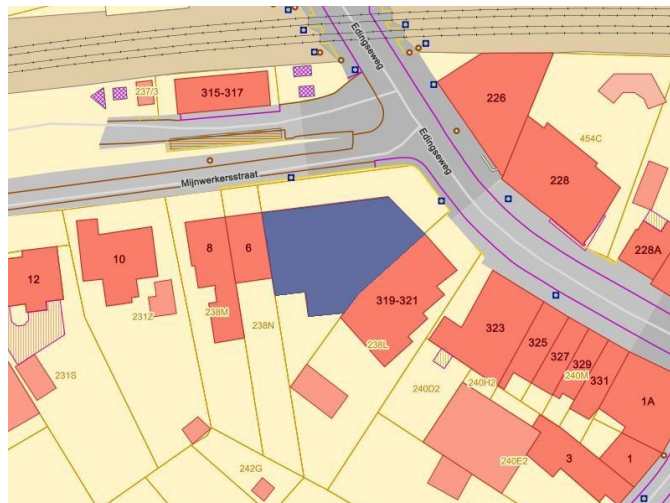 Edingseweg
315-317
237/3
226
Edingseweg
454C
Mijnwerkersstraat
228
8
6
10
228A
12
319-321
238M
231Z
238N
323
238L
325
327
329
331
231S
240M
240H2
240D2
1A
3
1
240E2
242G